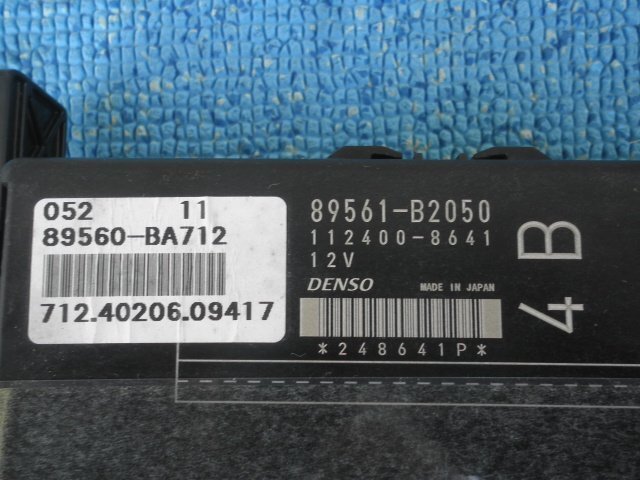 052 11
89560-BA712
712.40206.09417
89561-B2050
112400-8641
12V
DENSO MADE IN JAPAN
*248641P*
4B